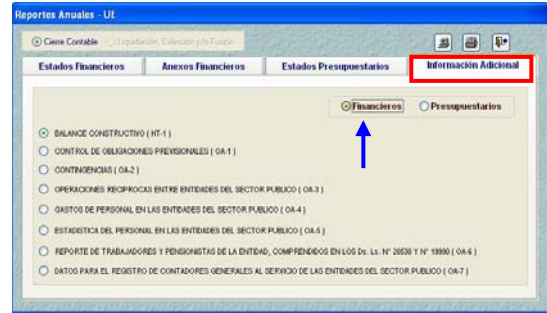 Reportes Anuales - UE
Cierre Contable Liquidación, Extinción y/o Fusión
Estados Financieros Anexos Financieros Estados Presupuestarios Información Adicional
Financieros Presupuestarios
BALANCE CONSTRUCTIVO ( HT-1 )
CONTROL DE OBLIGACIONES PREVISIONALES ( OA-1 )
CONTINGENCIAS ( OA-2 )
OPERACIONES RECIPROCAS ENTRE ENTIDADES DEL SECTOR PUBLICO ( OA-3 )
GASTOS DE PERSONAL EN LAS ENTIDADES DEL SECTOR PUBLICO ( OA-4 )
ESTADISTICA DEL PERSONAL EN LAS ENTIDADES DEL SECTOR PUBLICO ( OA-5 )
REPORTE DE TRABAJADORES Y PENSIONISTAS DE LA ENTIDAD, COMPRENDIDOS EN LOS Ds. Ls. N° 20530 Y N° 19990 ( OA-6 )
DATOS PARA EL REGISTRO DE CONTADORES GENERALES AL SERVICIO DE LAS ENTIDADES DEL SECTOR PUBLICO ( OA-7 )